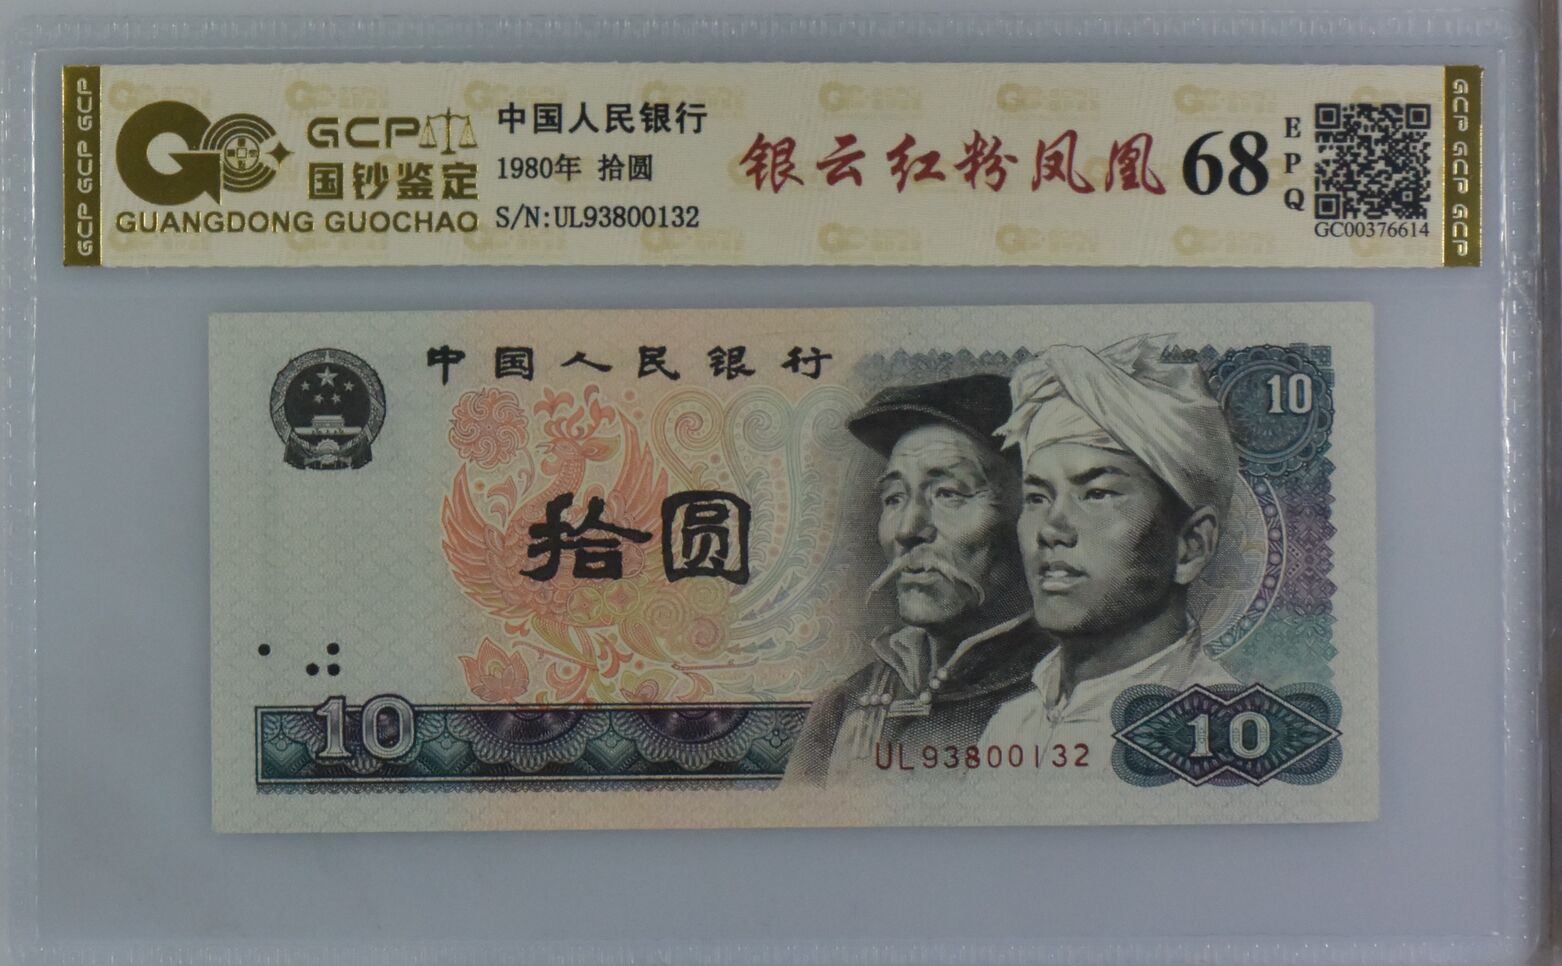 GCP GCP GCP
GCP
国钞鉴定
GUANGDONG GUOCHAO
中国人民银行
1980年 拾圆
S/N:UL93800132
银云红粉凤凰
68
EPQ
GC00376614
GCP GCP GCP
中国人民银行
10
拾圆
10
UL93800132
10